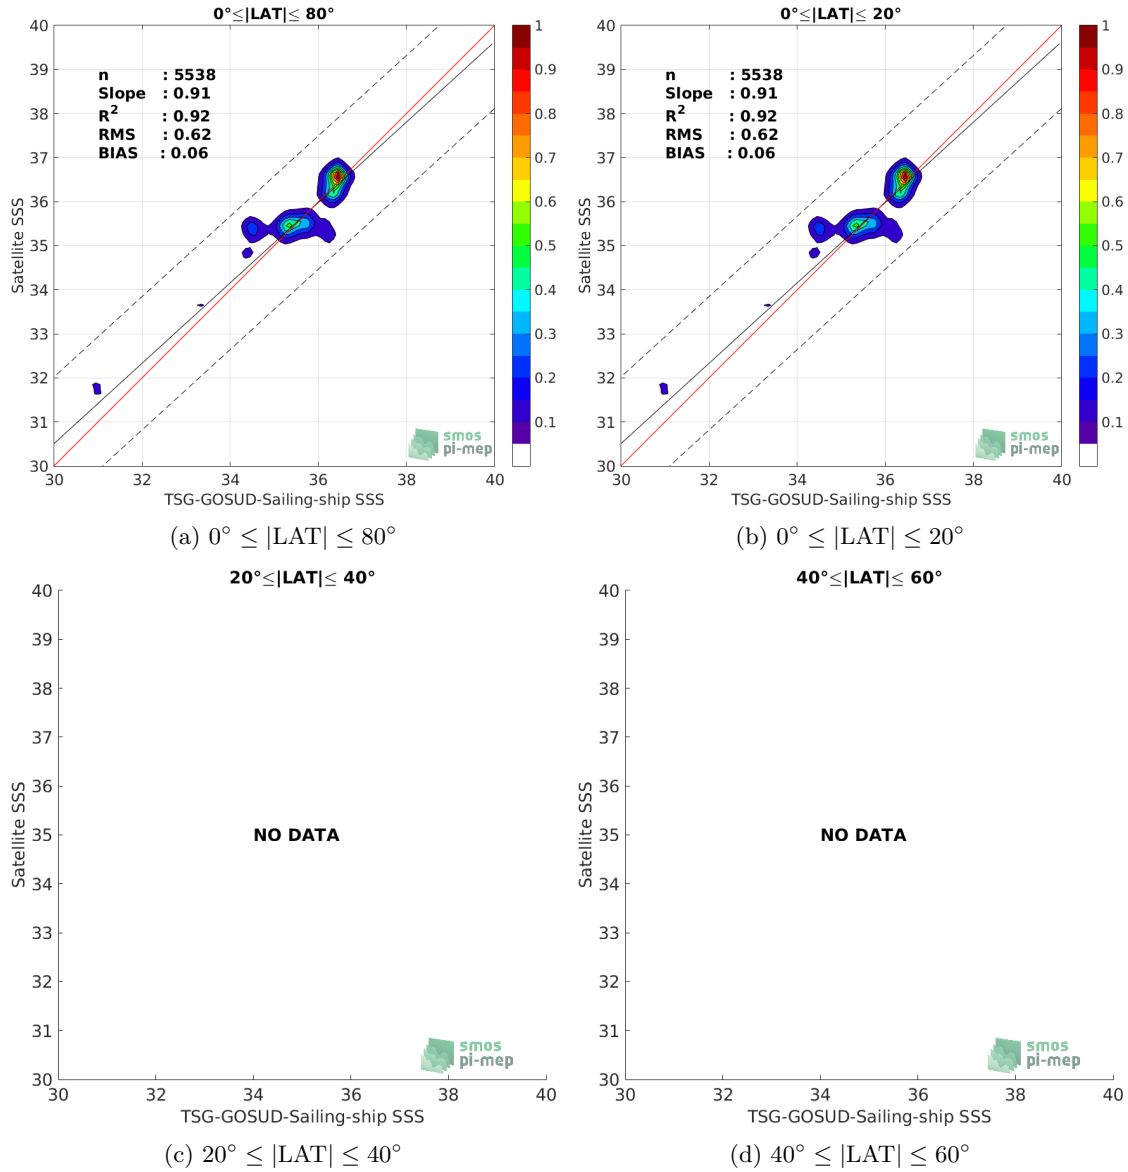 0°≤|LAT|≤ 80°
40
39
38
37
36
35
34
33
32
31
30
n : 5538
Slope : 0.91
R2 : 0.92
RMS : 0.62
BIAS : 0.06
Satellite SSS
30 32 34 36 38 40
TSG-GOSUD-Sailing-ship SSS
smos
pi-mep
1
0.9
0.8
0.7
0.6
0.5
0.4
0.3
0.2
0.1
(a) 0° ≤ |LAT| ≤ 80°
0°≤|LAT|≤ 20°
40
39
38
37
36
35
34
33
32
31
30
n : 5538
Slope : 0.91
R2 : 0.92
RMS : 0.62
BIAS : 0.06
Satellite SSS
30 32 34 36 38 40
TSG-GOSUD-Sailing-ship SSS
smos
pi-mep
1
0.9
0.8
0.7
0.6
0.5
0.4
0.3
0.2
0.1
(b) 0° ≤ |LAT| ≤ 20°
20°≤|LAT|≤ 40°
40
39
38
37
36
35
34
33
32
31
30
Satellite SSS
NO DATA
30 32 34 36 38 40
TSG-GOSUD-Sailing-ship SSS
smos
pi-mep
(c) 20° ≤ |LAT| ≤ 40°
40°≤|LAT|≤ 60°
40
39
38
37
36
35
34
33
32
31
30
Satellite SSS
NO DATA
30 32 34 36 38 40
TSG-GOSUD-Sailing-ship SSS
smos
pi-mep
(d) 40° ≤ |LAT| ≤ 60°